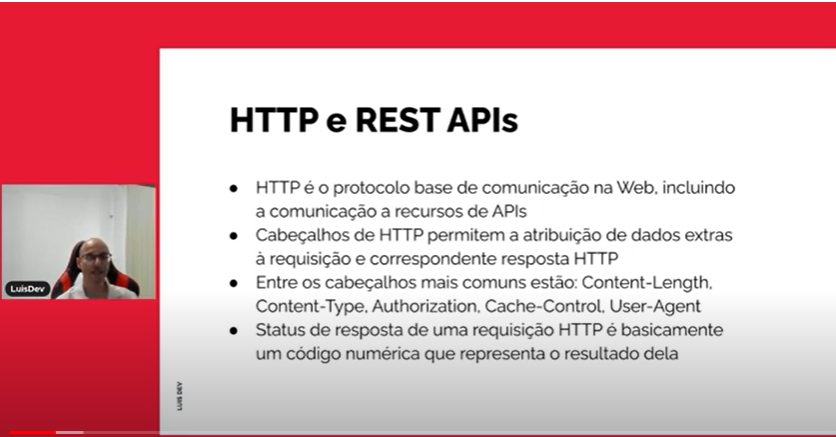 HTTP e REST APIs
● HTTP é o protocolo base de comunicação na Web, incluindo
a comunicação a recursos de APIs
● Cabeçalhos de HTTP permitem a atribuição de dados extras
à requisição e correspondente resposta HTTP
● Entre os cabeçalhos mais comuns estão: Content-Length,
Content-Type, Authorization, Cache-Control, User-Agent
● Status de resposta de uma requisição HTTP é basicamente
um código numérica que representa o resultado dela
LuisDev
LUIS DEV